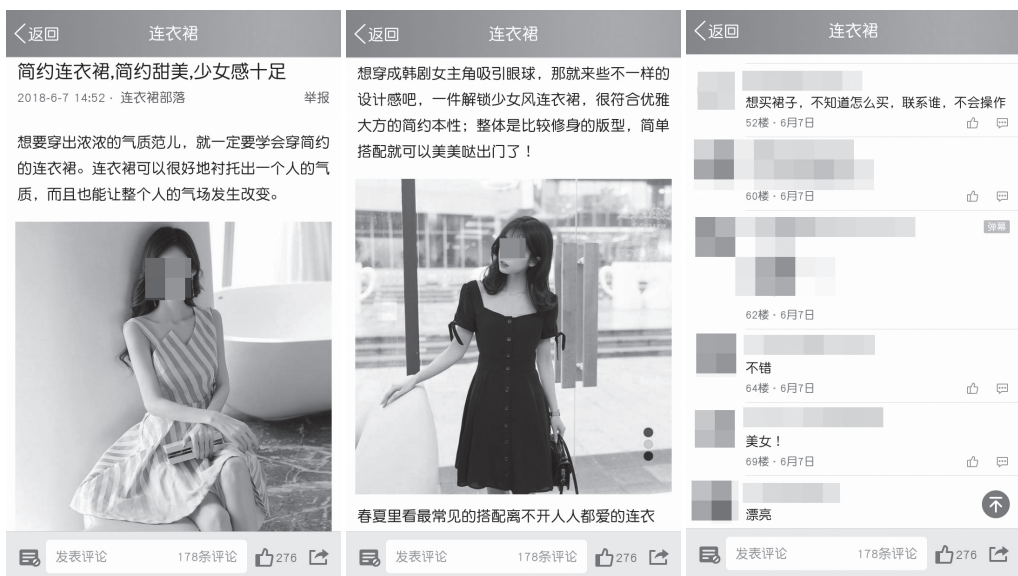 返回
连衣裙
简约连衣裙,简约甜美,少女感十足
2018-6-7 14:52 · 连衣裙部落
举报
想要穿出浓浓的气质范儿，就一定要学会穿简约
的连衣裙。连衣裙可以很好地衬托出一个人的气
质，而且也能让整个人的气场发生改变。
发表评论
178条评论
276
返回
连衣裙
想穿成韩剧女主角吸引眼球，那就来些不一样的
设计感吧，一件解锁少女风连衣裙，很符合优雅
大方的简约本性；整体是比较修身的版型，简单
搭配就可以美美哒出门了！
春夏里看最常见的搭配离不开人人都爱的连衣
发表评论
178条评论
276
返回
连衣裙
想买裙子，不知道怎么买，联系谁，不会操作
52楼 · 6月7日
60楼 · 6月7日
弹幕
62楼 · 6月7日
不错
64楼 · 6月7日
美女！
69楼 · 6月7日
漂亮
发表评论
178条评论
276